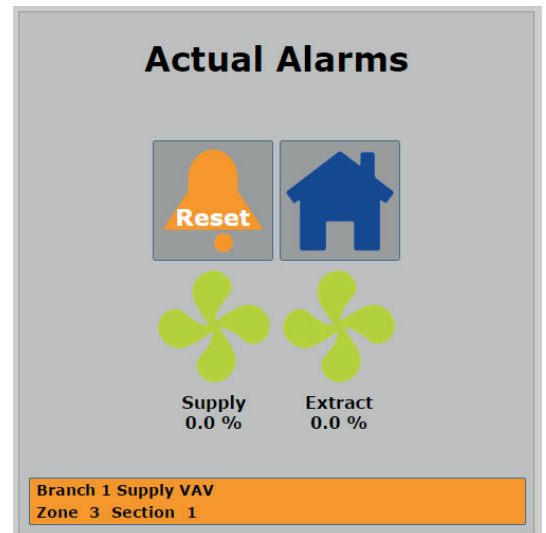 Actual Alarms
Reset
Supply
0.0 %
Extract
0.0 %
Branch 1 Supply VAV
Zone 3 Section 1